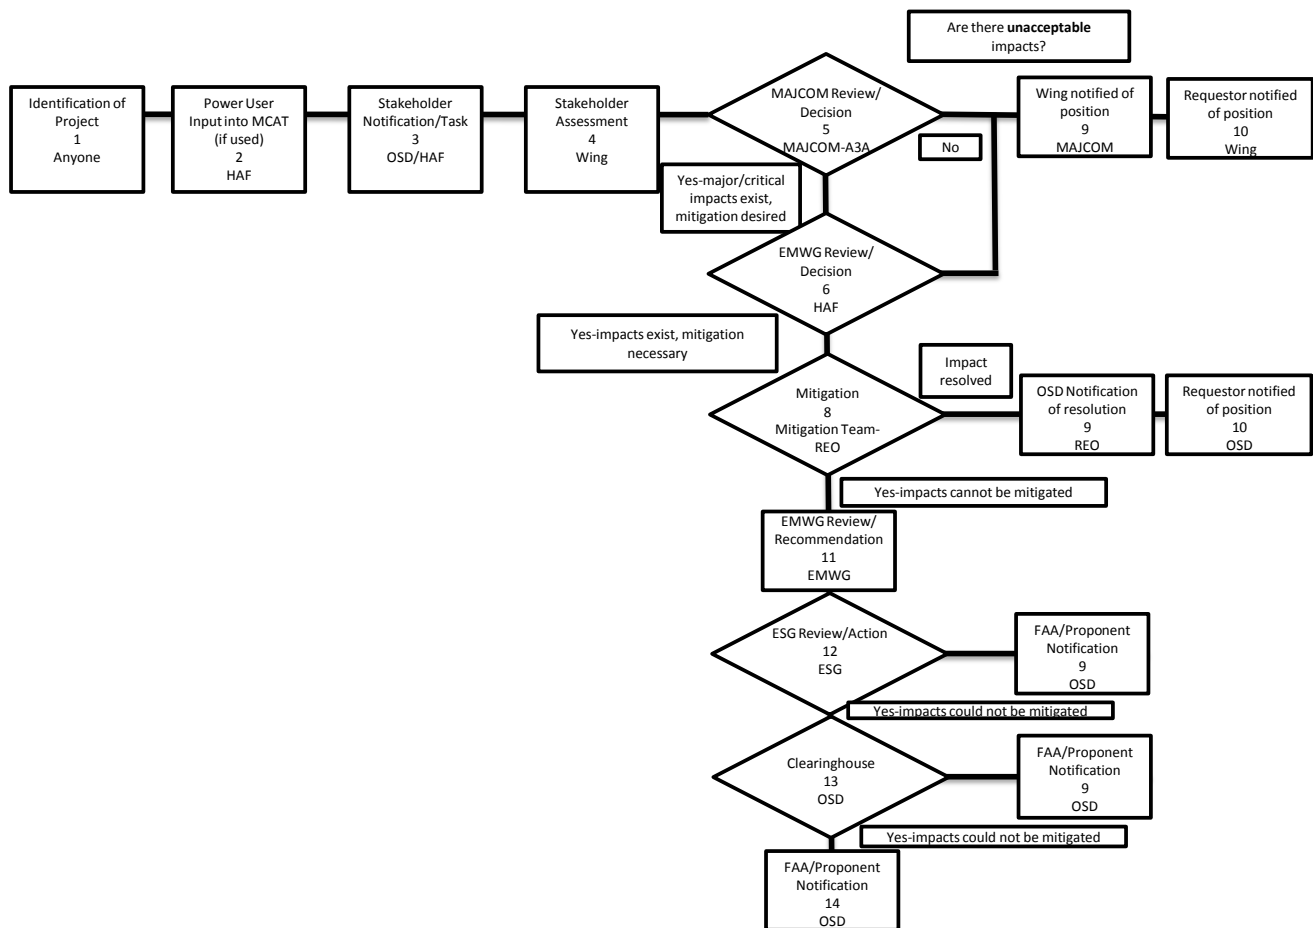 Are there unacceptable
impacts?
Identification of
Project
1
Anyone
Power User
Input into MCAT
(if used)
2
HAF
Stakeholder
Notification/Task
3
OSD/HAF
Stakeholder
Assessment
4
Wing
MAJCOM Review/
Decision
5
MAJCOM-A3A
No
Wing notified of
position
9
MAJCOM
Requestor notified
of position
10
Wing
Yes-major/critical
impacts exist,
mitigation desired
EMWG Review/
Decision
6
HAF
Yes-impacts exist, mitigation
necessary
Impact
resolved
Mitigation
8
Mitigation Team-
REO
OSD Notification
of resolution
9
REO
Requestor notified
of position
10
OSD
Yes-impacts cannot be mitigated
EMWG Review/
Recommendation
11
EMWG
ESG Review/Action
12
ESG
FAA/Proponent
Notification
9
OSD
Yes-impacts could not be mitigated
Clearinghouse
13
OSD
FAA/Proponent
Notification
9
OSD
Yes-impacts could not be mitigated
FAA/Proponent
Notification
14
OSD